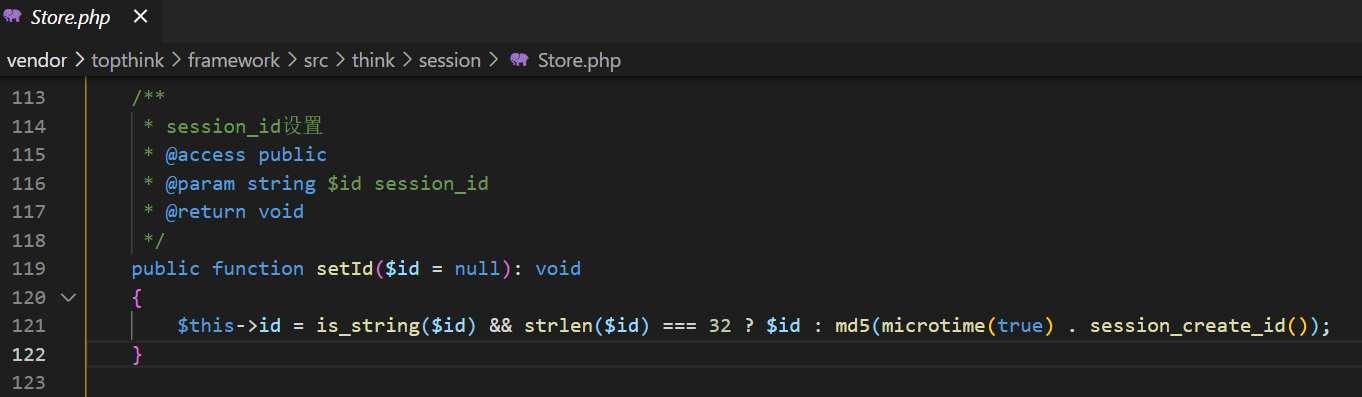 Store.php
vendor > topthink > framework > src > think > session > Store.php
113 /**
114 * session_id设置
115 * @access public
116 * @param string $id session_id
117 * @return void
118 */
119 public function setId($id = null): void
120 {
121 $this->id = is_string($id) && strlen($id) === 32 ? $id : md5(microtime(true) . session_create_id());
122 }
123